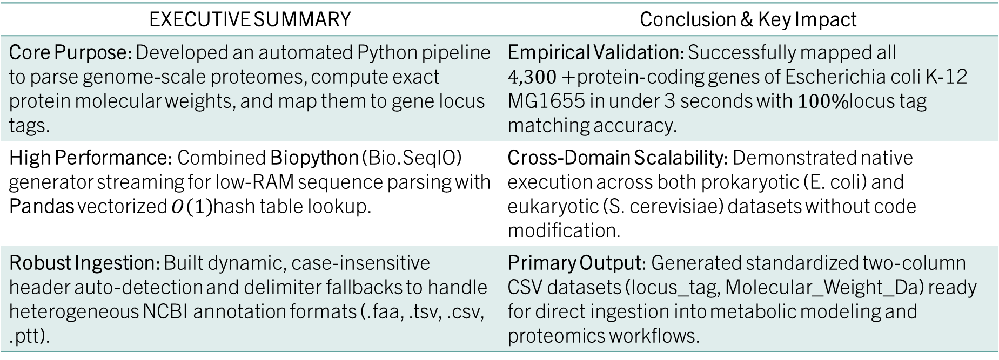 EXECUTIVE SUMMARY
Conclusion & Key Impact
Core Purpose: Developed an automated Python pipeline
to parse genome-scale proteomes, compute exact
protein molecular weights, and map them to gene locus
tags.
Empirical Validation: Successfully mapped all
4,300 +protein-coding genes of Escherichia coli K-12
MG1655 in under 3 seconds with 100%locus tag
matching accuracy.
High Performance: Combined Biopython (Bio.SeqIO)
generator streaming for low-RAM sequence parsing with
Pandas vectorized O(1)hash table lookup.
Cross-Domain Scalability: Demonstrated native
execution across both prokaryotic (E. coli) and
eukaryotic (S. cerevisiae) datasets without code
modification.
Robust Ingestion: Built dynamic, case-insensitive
header auto-detection and delimiter fallbacks to handle
heterogeneous NCBI annotation formats (.faa, .tsv, .csv,
.ptt).
Primary Output: Generated standardized two-column
CSV datasets (locus_tag, Molecular_Weight_Da) ready
for direct ingestion into metabolic modeling and
proteomics workflows.